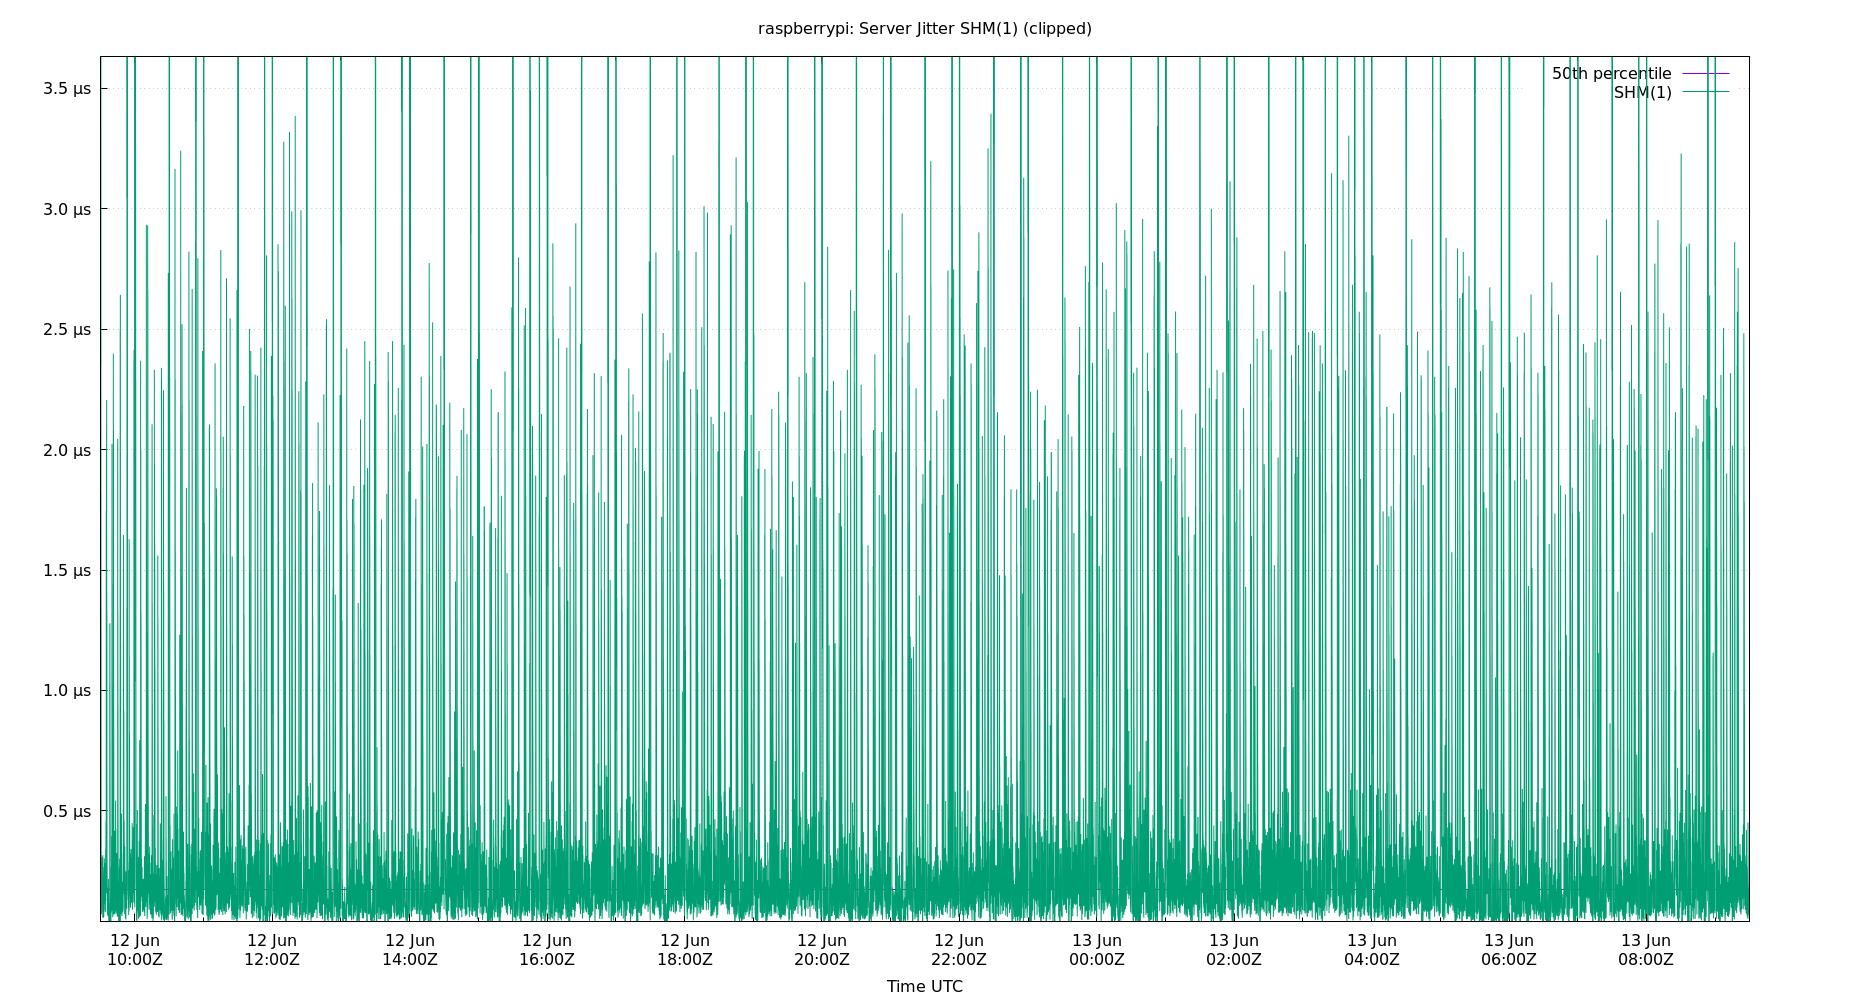 raspberrypi: Server Jitter SHM(1) (clipped)
50th percentile
SHM(1)
3.5 µs
3.0 µs
2.5 µs
2.0 µs
1.5 µs
1.0 µs
0.5 µs
12 Jun 12 Jun 12 Jun 12 Jun 12 Jun 12 Jun 12 Jun 13 Jun 13 Jun 13 Jun 13 Jun 13 Jun
10:00Z 12:00Z 14:00Z 16:00Z 18:00Z 20:00Z 22:00Z 00:00Z 02:00Z 04:00Z 06:00Z 08:00Z
Time UTC